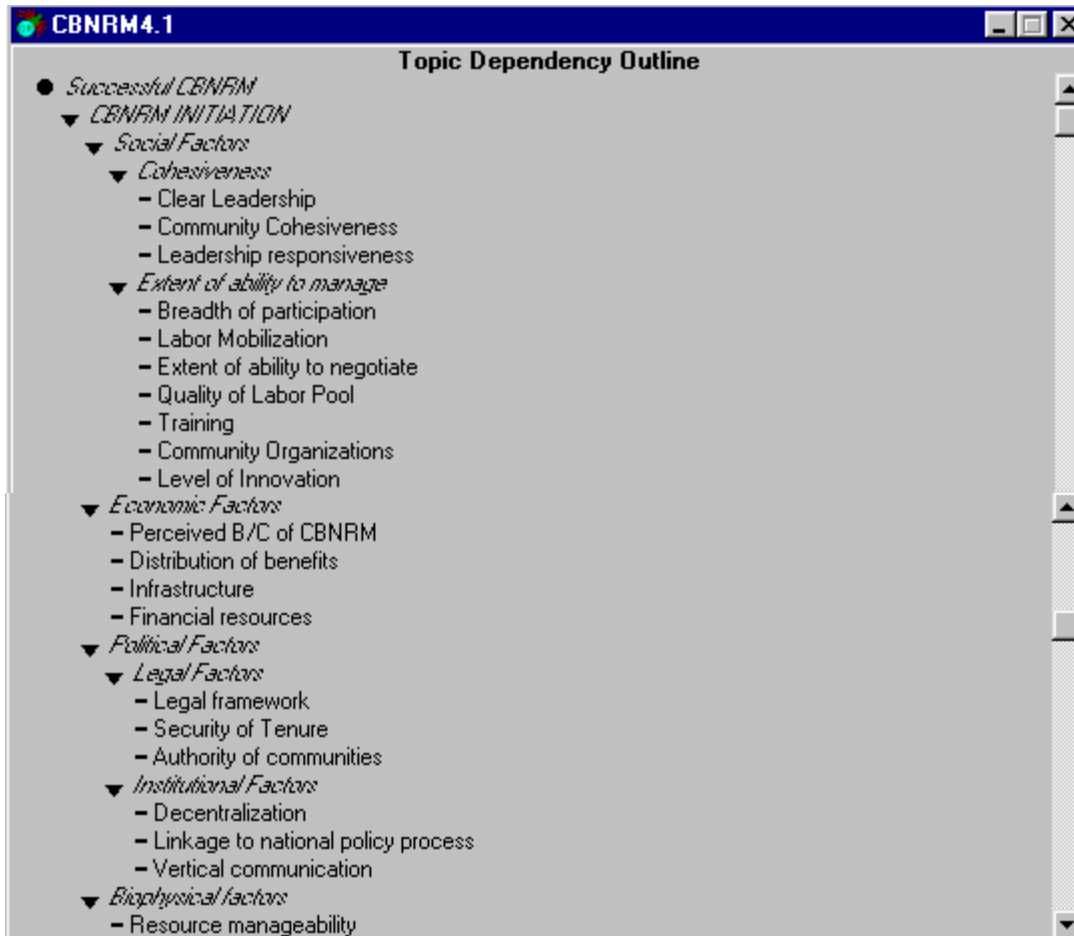 CBNRM4.1
Topic Dependency Outline
Successful CBNRM
CBNRM INITIATION
Social Factors
Cohesiveness
Clear Leadership
Community Cohesiveness
Leadership responsiveness
Extent of ability to manage
Breadth of participation
Labor Mobilization
Extent of ability to negotiate
Quality of Labor Pool
Training
Community Organizations
Level of Innovation
Economic Factors
Perceived B/C of CBNRM
Distribution of benefits
Infrastructure
Financial resources
Political Factors
Legal Factors
Legal framework
Security of Tenure
Authority of communities
Institutional Factors
Decentralization
Linkage to national policy process
Vertical communication
Biophysical factors
Resource manageability